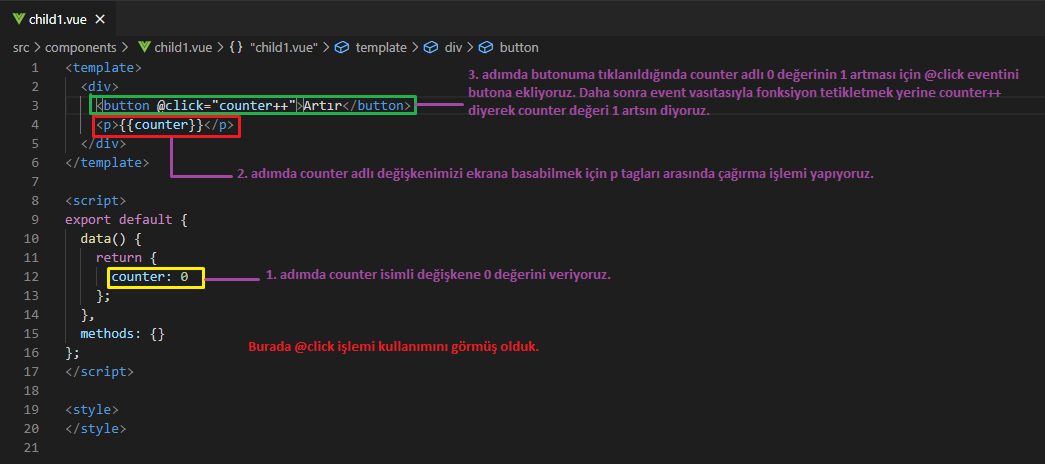 child1.vue ×
src > components > child1.vue > {} "child1.vue" > template > div > button
1 <template>
2 <div>
3 <button @click="counter++">Artır</button>
4 <p>{{counter}}</p>
5 </div>
6 </template>
7
8 <script>
9 export default {
10 data() {
11 return {
12 counter: 0
13 };
14 },
15 methods: {}
16 };
17 </script>
18
19 <style>
20 </style>
21
3. adımda butonuma tıklanıldığında counter adlı 0 değerinin 1 artması için @click eventini
butona ekliyoruz. Daha sonra event vasıtasıyla fonksiyon tetikletmek yerine counter++
diyerek counter değeri 1 artsın diyoruz.
2. adımda counter adlı değişkenimizi ekrana basabilmek için p tagları arasında çağırma işlemi yapıyoruz.
1. adımda counter isimli değişkene 0 değerini veriyoruz.
Burada @click işlemi kullanımını görmüş olduk.